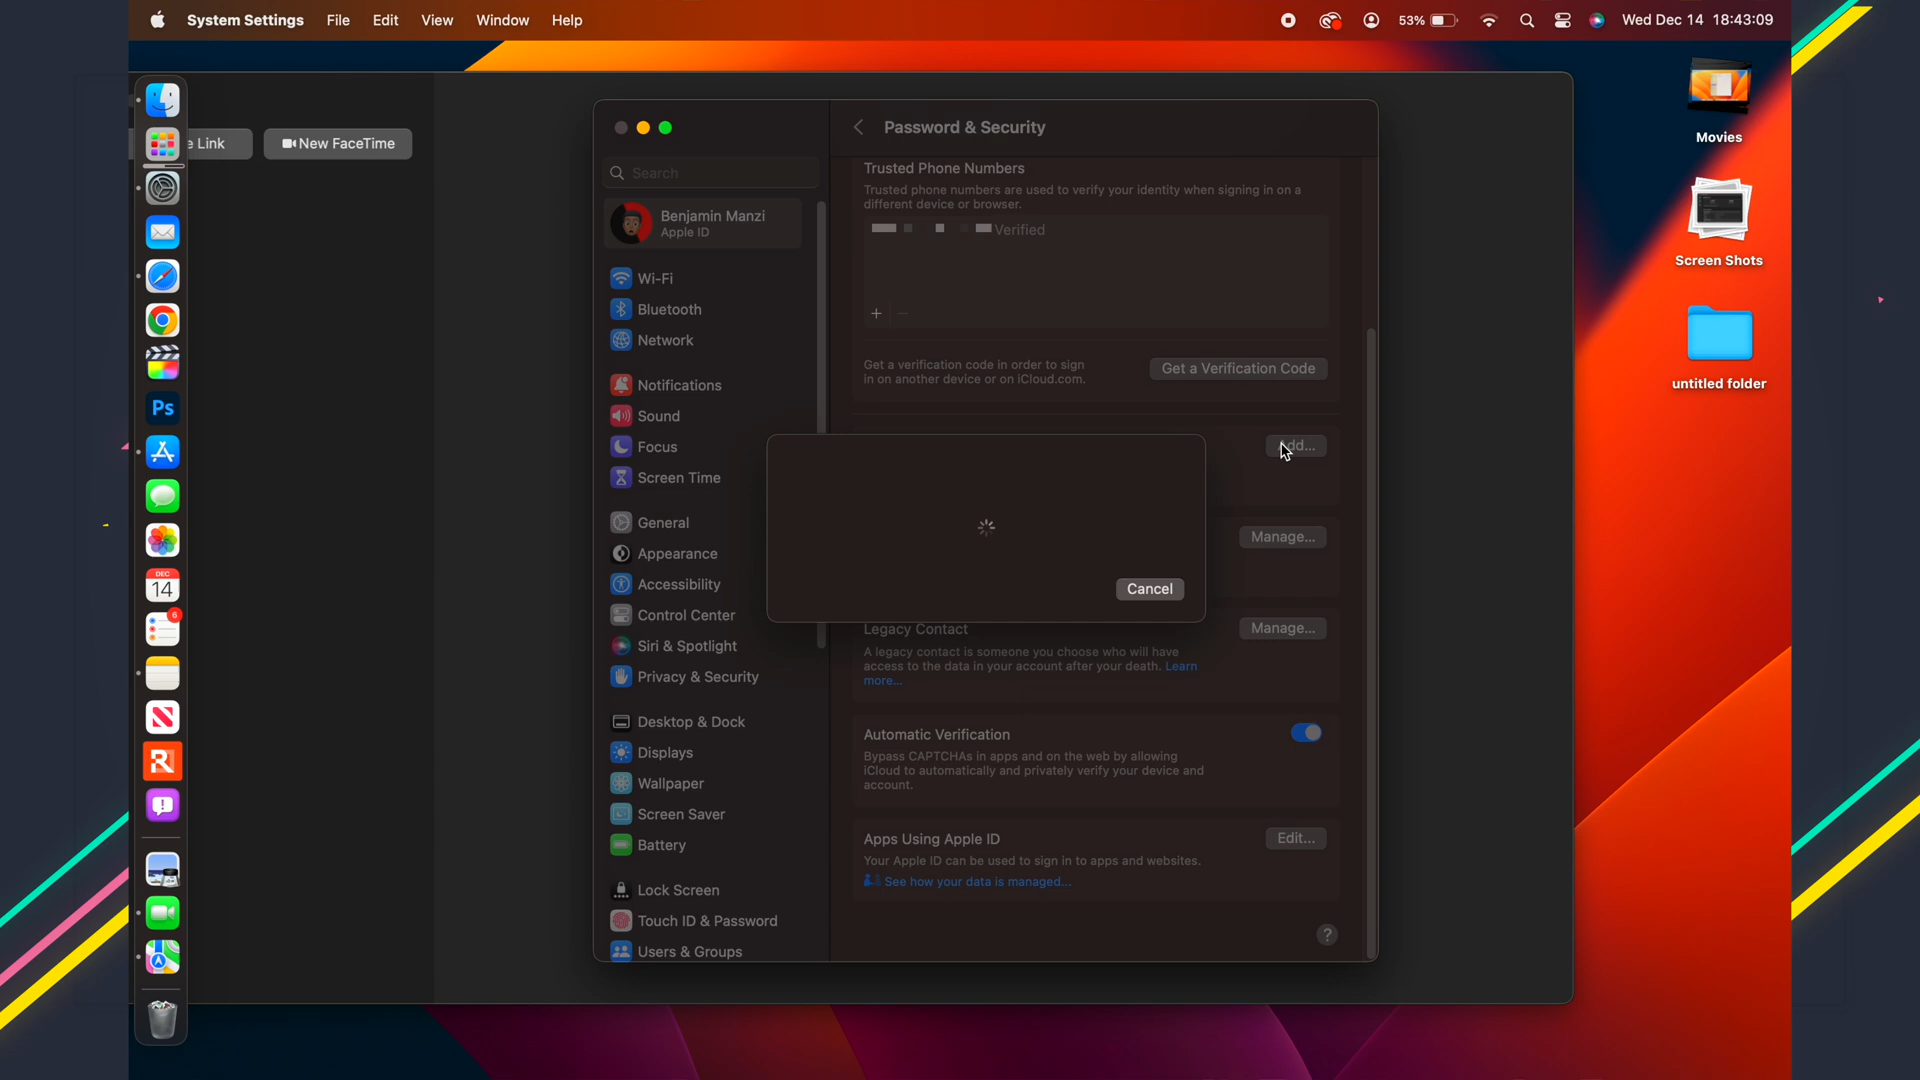 System Settings File Edit View Window Help 53% Wed Dec 14 18:43:09
e Link New FaceTime
Movies
Screen Shots
untitled folder
Ps
DEC
14
6
Search
Benjamin Manzi
Apple ID
Wi-Fi
Bluetooth
Network
Notifications
Sound
Focus
Screen Time
General
Appearance
Accessibility
Control Center
Siri & Spotlight
Privacy & Security
Desktop & Dock
Displays
Wallpaper
Screen Saver
Battery
Lock Screen
Touch ID & Password
Users & Groups
Password & Security
Trusted Phone Numbers
Trusted phone numbers are used to verify your identity when signing in on a
different device or browser.
Verified
+ −
Get a verification code in order to sign
in on another device or on iCloud.com.
Get a Verification Code
Add...
Manage...
Cancel
Legacy Contact
Manage...
A legacy contact is someone you choose who will have
access to the data in your account after your death. Learn
more...
Automatic Verification
Bypass CAPTCHAs in apps and on the web by allowing
iCloud to automatically and privately verify your device and
account.
Apps Using Apple ID
Edit...
Your Apple ID can be used to sign in to apps and websites.
See how your data is managed...
?